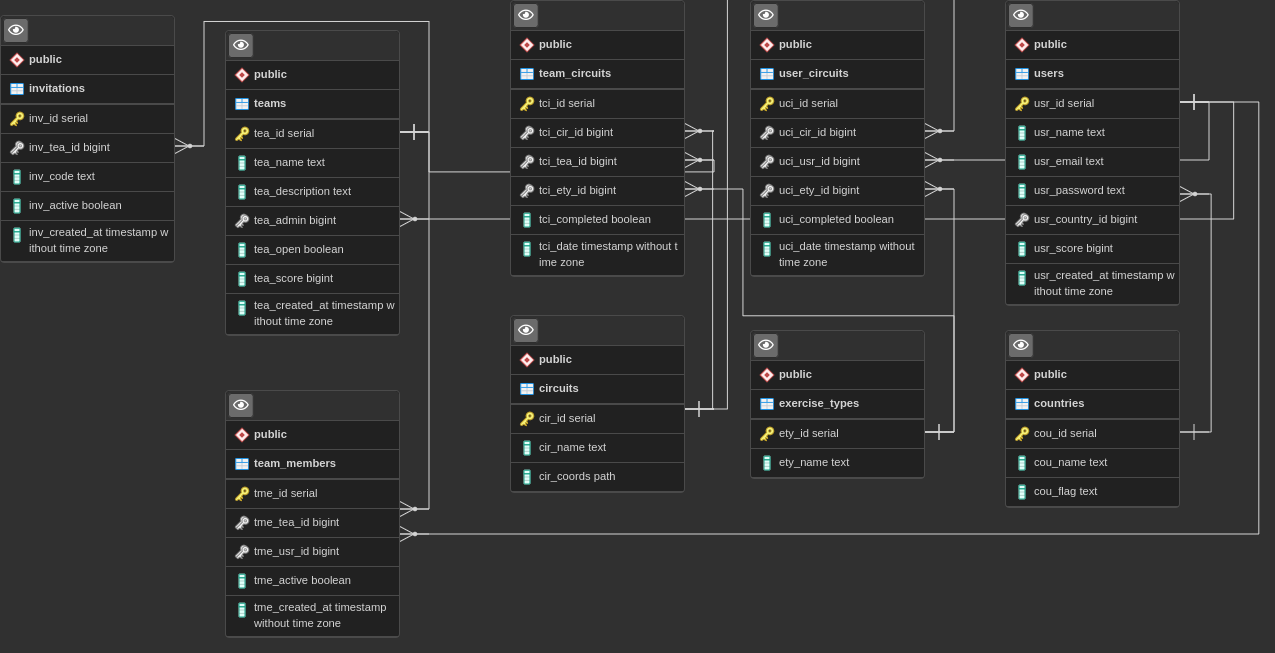 public
invitations
inv_id serial
inv_tea_id bigint
inv_code text
inv_active boolean
inv_created_at timestamp w
ithout time zone
public
teams
tea_id serial
tea_name text
tea_description text
tea_admin bigint
tea_open boolean
tea_score bigint
tea_created_at timestamp w
ithout time zone
public
team_members
tme_id serial
tme_tea_id bigint
tme_usr_id bigint
tme_active boolean
tme_created_at timestamp
without time zone
public
team_circuits
tci_id serial
tci_cir_id bigint
tci_tea_id bigint
tci_ety_id bigint
tci_completed boolean
tci_date timestamp without t
ime zone
public
circuits
cir_id serial
cir_name text
cir_coords path
public
user_circuits
uci_id serial
uci_cir_id bigint
uci_usr_id bigint
uci_ety_id bigint
uci_completed boolean
uci_date timestamp without
time zone
public
exercise_types
ety_id serial
ety_name text
public
users
usr_id serial
usr_name text
usr_email text
usr_password text
usr_country_id bigint
usr_score bigint
usr_created_at timestamp w
ithout time zone
public
countries
cou_id serial
cou_name text
cou_flag text